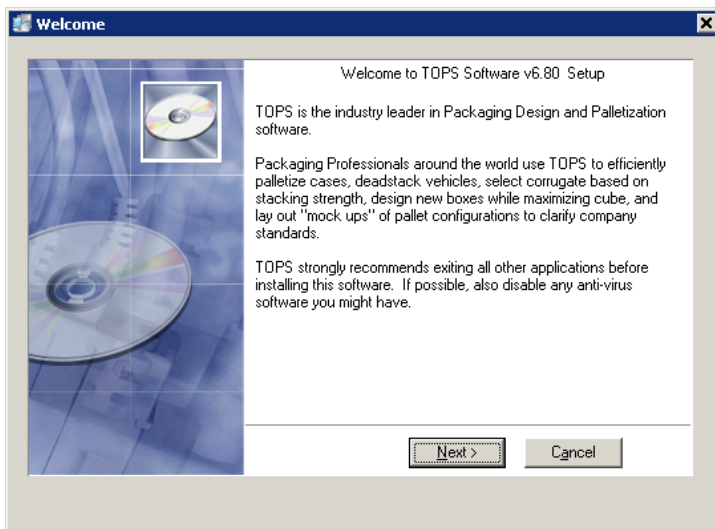 Welcome
Welcome to TOPS Software v6.80 Setup
TOPS is the industry leader in Packaging Design and Palletization
software.
Packaging Professionals around the world use TOPS to efficiently
palletize cases, deadstack vehicles, select corrugate based on
stacking strength, design new boxes while maximizing cube, and
lay out "mock ups" of pallet configurations to clarify company
standards.
TOPS strongly recommends exiting all other applications before
installing this software.  If possible, also disable any anti-virus
software you might have.
Next >
Cancel